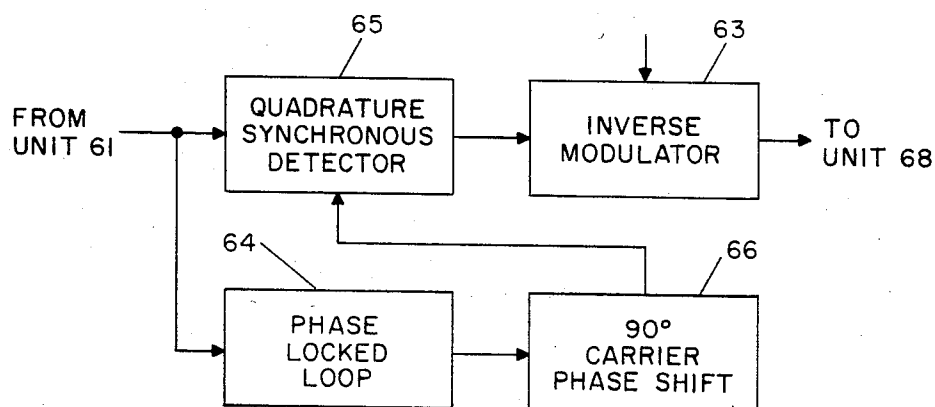 65
63
FROM
UNIT 61
QUADRATURE
SYNCHRONOUS
DETECTOR
INVERSE
MODULATOR
TO
UNIT 68
64
66
PHASE
LOCKED
LOOP
90°
CARRIER
PHASE SHIFT